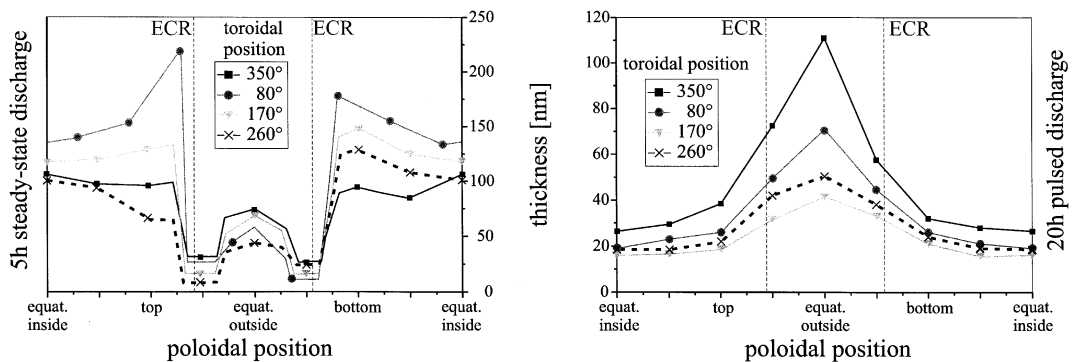 5h steady-state discharge
ECR
ECR
toroidal
position
350°
80°
170°
260°
250
200
150
100
50
0
thickness [nm]
equat.
inside
top
equat.
outside
bottom
equat.
inside
poloidal position
120
100
80
60
40
20
0
ECR
ECR
toroidal position
350°
80°
170°
260°
20h pulsed discharge
equat.
inside
top
equat.
outside
bottom
equat.
inside
poloidal position